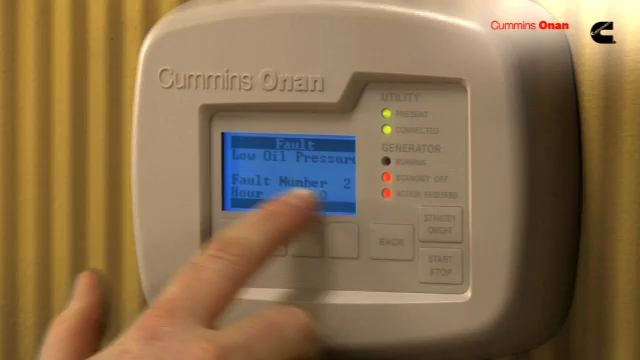 Cummins Onan
Cummins Onan
UTILITY
PRESENT
CONNECTED
GENERATOR
RUNNING
STANDBY OFF
ACTION REQUIRED
Fault
Low Oil Pressure
Fault Number 2
Hour
STANDBY
ON/OFF
BACK
START
STOP